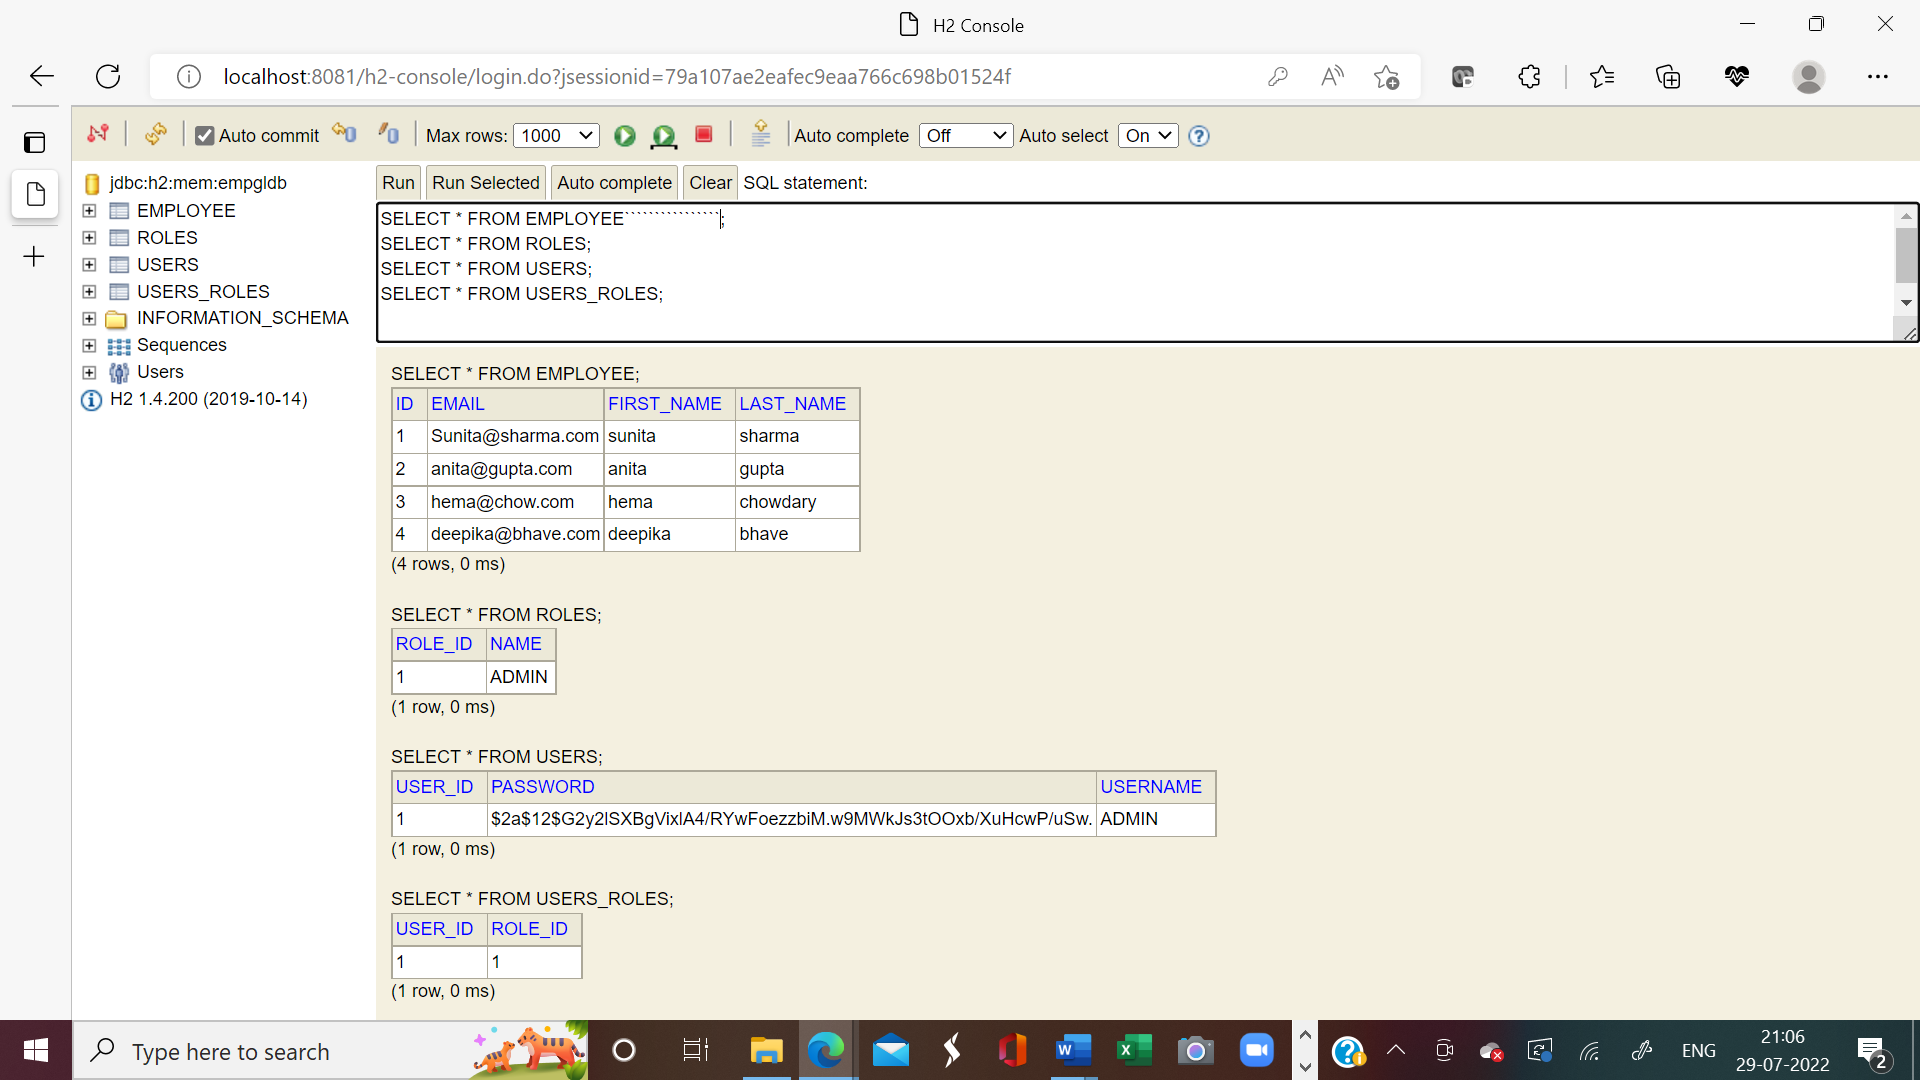 H2 Console
localhost:8081/h2-console/login.do?jsessionid=79a107ae2eafec9eaa766c698b01524f
Auto commit
Max rows: 1000
Auto complete Off
Auto select On
jdbc:h2:mem:empgldb
EMPLOYEE
ROLES
USERS
USERS_ROLES
INFORMATION_SCHEMA
Sequences
Users
H2 1.4.200 (2019-10-14)
Run Run Selected Auto complete Clear SQL statement:
SELECT * FROM EMPLOYEE```````````````;
SELECT * FROM ROLES;
SELECT * FROM USERS;
SELECT * FROM USERS_ROLES;
SELECT * FROM EMPLOYEE;
ID EMAIL FIRST_NAME LAST_NAME
1 Sunita@sharma.com sunita sharma
2 anita@gupta.com anita gupta
3 hema@chow.com hema chowdary
4 deepika@bhave.com deepika bhave
(4 rows, 0 ms)
SELECT * FROM ROLES;
ROLE_ID NAME
1 ADMIN
(1 row, 0 ms)
SELECT * FROM USERS;
USER_ID PASSWORD USERNAME
1 $2a$12$G2y2ISXBgVixlA4/RYwFoezzbiM.w9MWkJs3tOOxb/XuHcwP/uSw. ADMIN
(1 row, 0 ms)
SELECT * FROM USERS_ROLES;
USER_ID ROLE_ID
1 1
(1 row, 0 ms)
Type here to search
ENG
21:06
29-07-2022
2